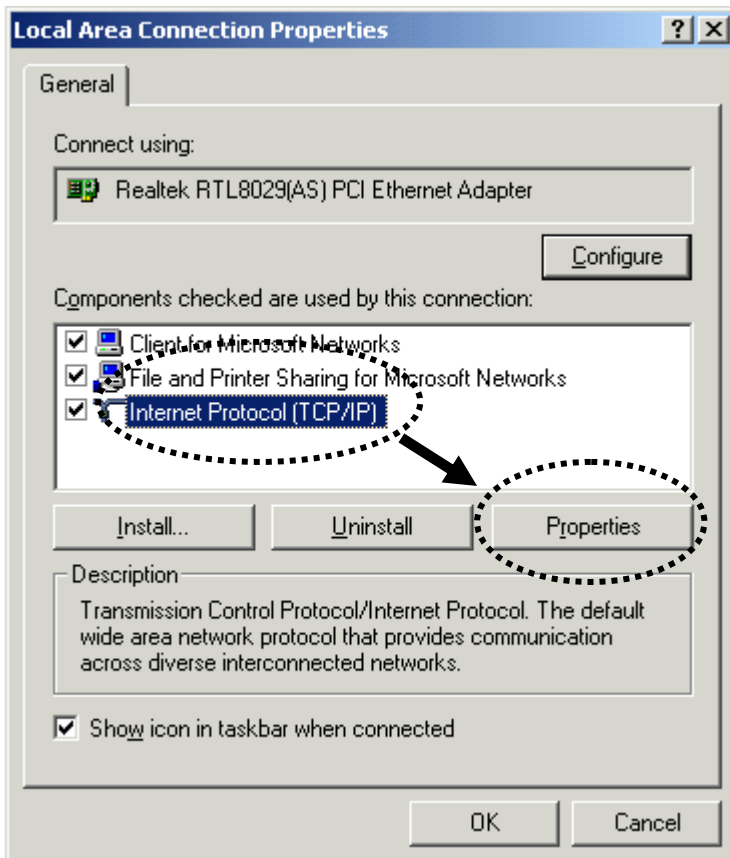 Local Area Connection Properties
General
Connect using:
Realtek RTL8029(AS) PCI Ethernet Adapter
Configure
Components checked are used by this connection:
Client for Microsoft Networks
File and Printer Sharing for Microsoft Networks
Internet Protocol (TCP/IP)
Install... Uninstall Properties
Description
Transmission Control Protocol/Internet Protocol. The default
wide area network protocol that provides communication
across diverse interconnected networks.
Show icon in taskbar when connected
OK Cancel